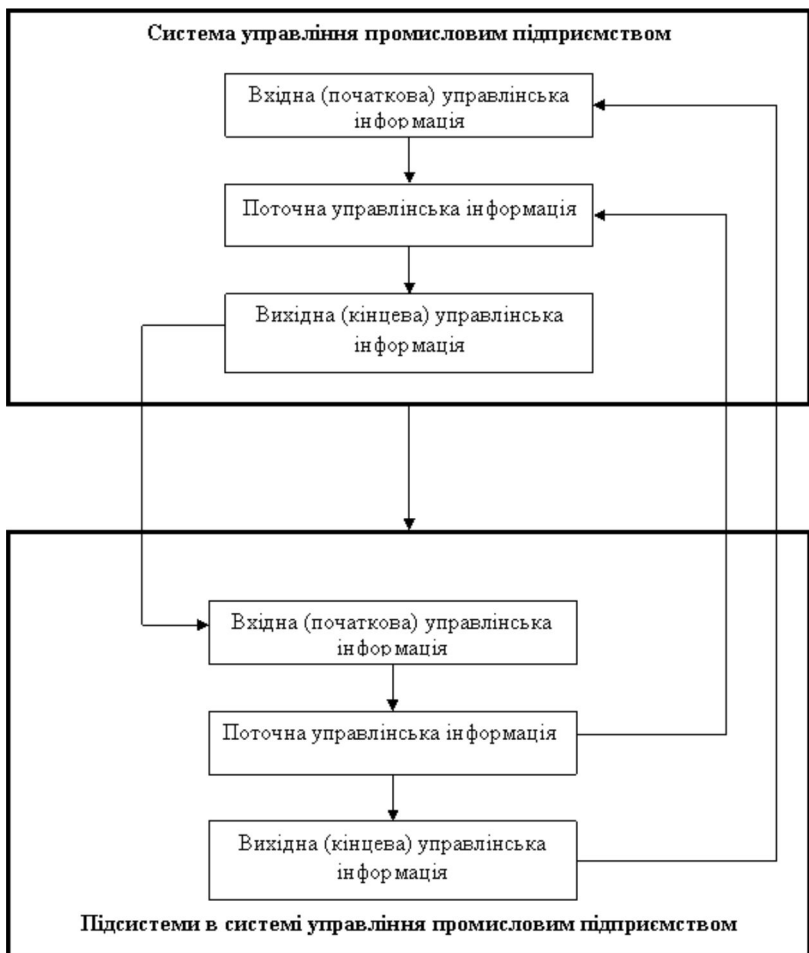 Система управління промисловим підприємством
Вхідна (початкова) управлінська
інформація
Поточна управлінська інформація
Вихідна (кінцева) управлінська
інформація
Вхідна (початкова) управлінська
інформація
Поточна управлінська інформація
Вихідна (кінцева) управлінська
інформація
Підсистеми в системі управління промисловим підприємством